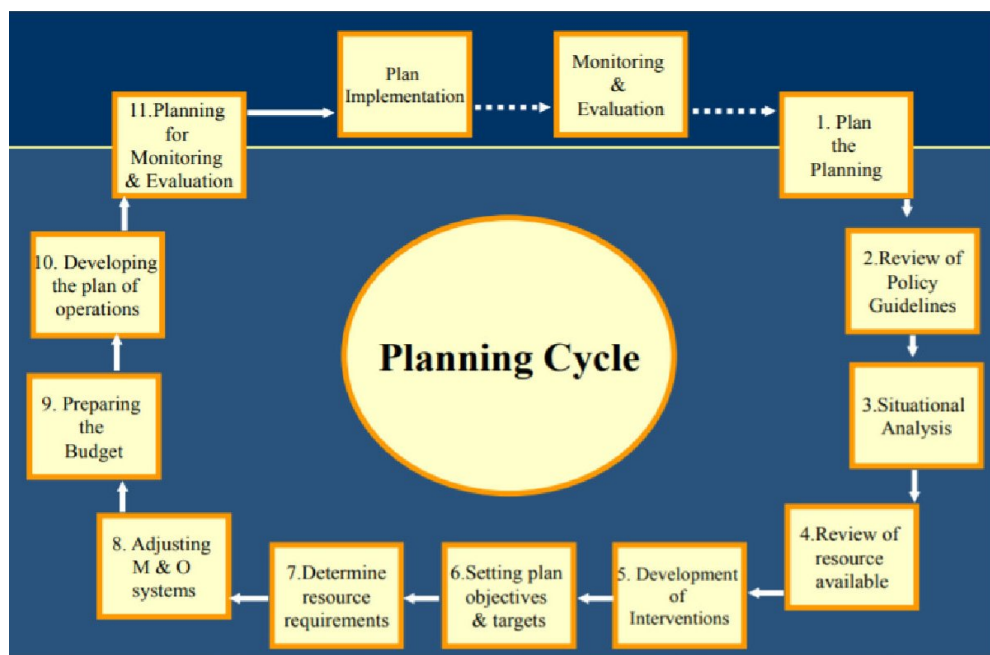 Plan
Implementation
Monitoring
&
Evaluation
1. Plan
the
Planning
2.Review of
Policy
Guidelines
3.Situational
Analysis
4.Review of
resource
available
5. Development
of
Interventions
6.Setting plan
objectives
& targets
7.Determine
resource
requirements
8. Adjusting
M & O
systems
9. Preparing
the
Budget
10. Developing
the plan of
operations
11.Planning
for
Monitoring
& Evaluation
Planning Cycle